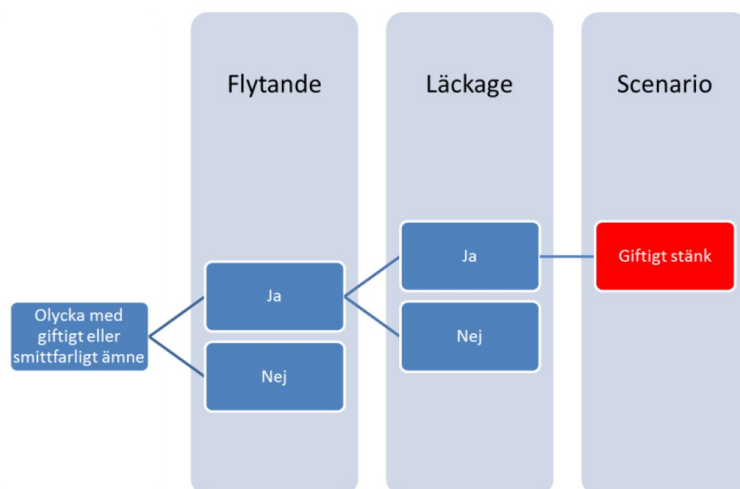 Flytande
Läckage
Scenario
Ja
Giftigt stänk
Ja
Olycka med
giftigt eller
smittfarligt ämne
Nej
Nej